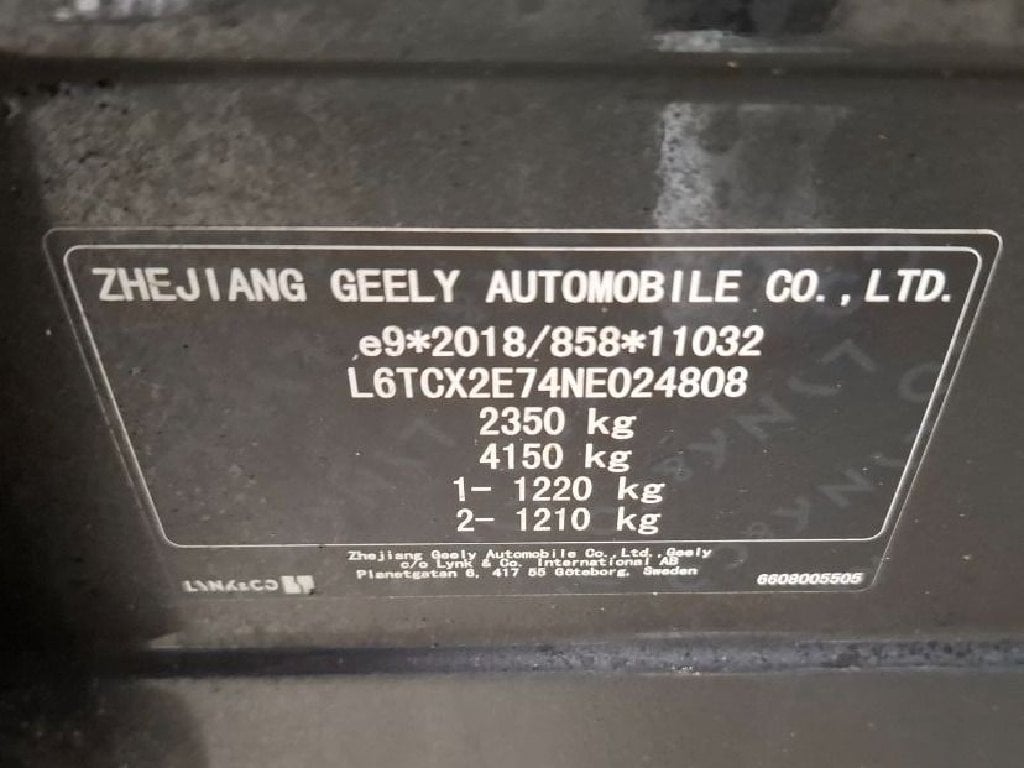 ZHEJIANG GEELY AUTOMOBILE CO.,LTD.
e9*2018/858*11032
L6TCX2E74NE024808
2350 kg
4150 kg
1- 1220 kg
2- 1210 kg
Zhejiang Geely Automobile Co.,Ltd.,Geely
c/o Lynk & Co. International AB
Planetgatan 6, 417 55 Göteborg, Sweden
LYNK&CO
6608005505